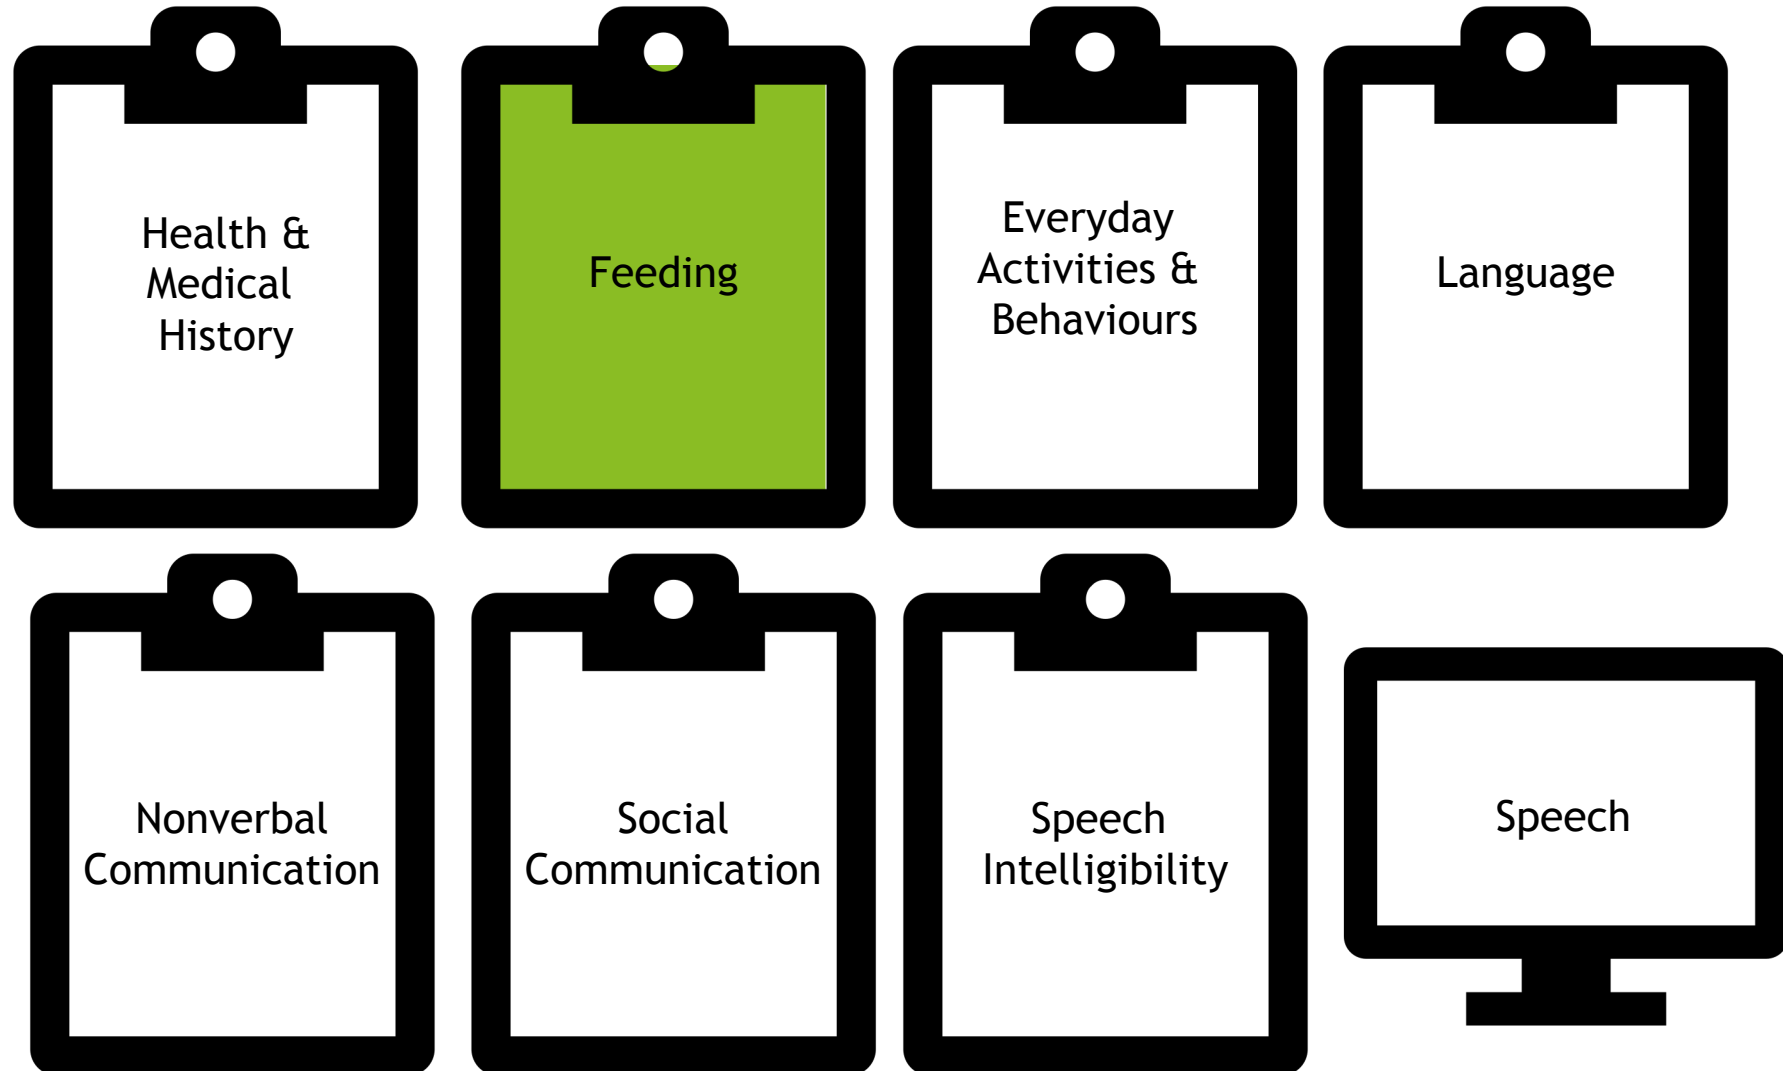 Health &
Medical
History
Feeding
Everyday
Activities &
Behaviours
Language
Nonverbal
Communication
Social
Communication
Speech
Intelligibility
Speech